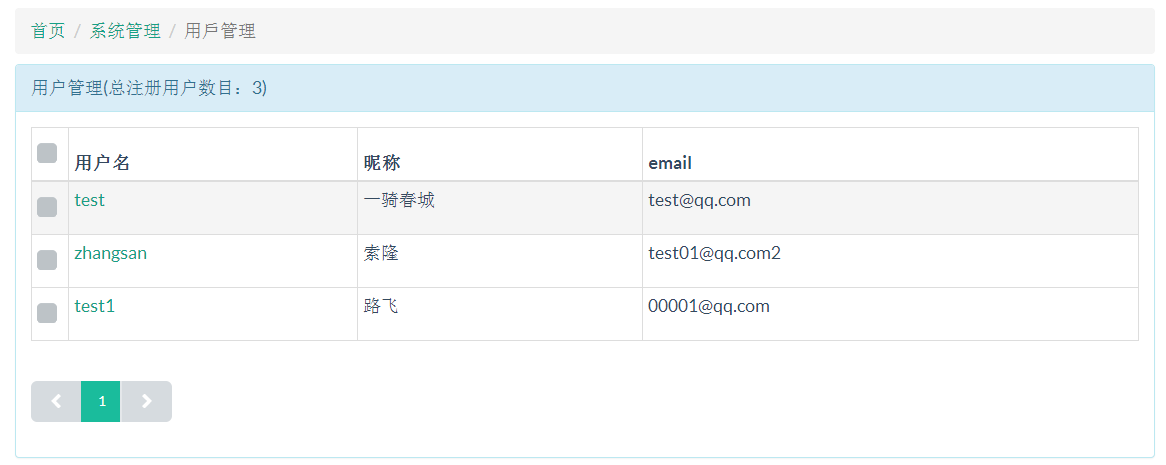 首页 / 系统管理 / 用戶管理
用户管理(总注册用户数目：3)
用户名 昵称 email
test 一骑春城 test@qq.com
zhangsan 索隆 test01@qq.com2
test1 路飞 00001@qq.com
1